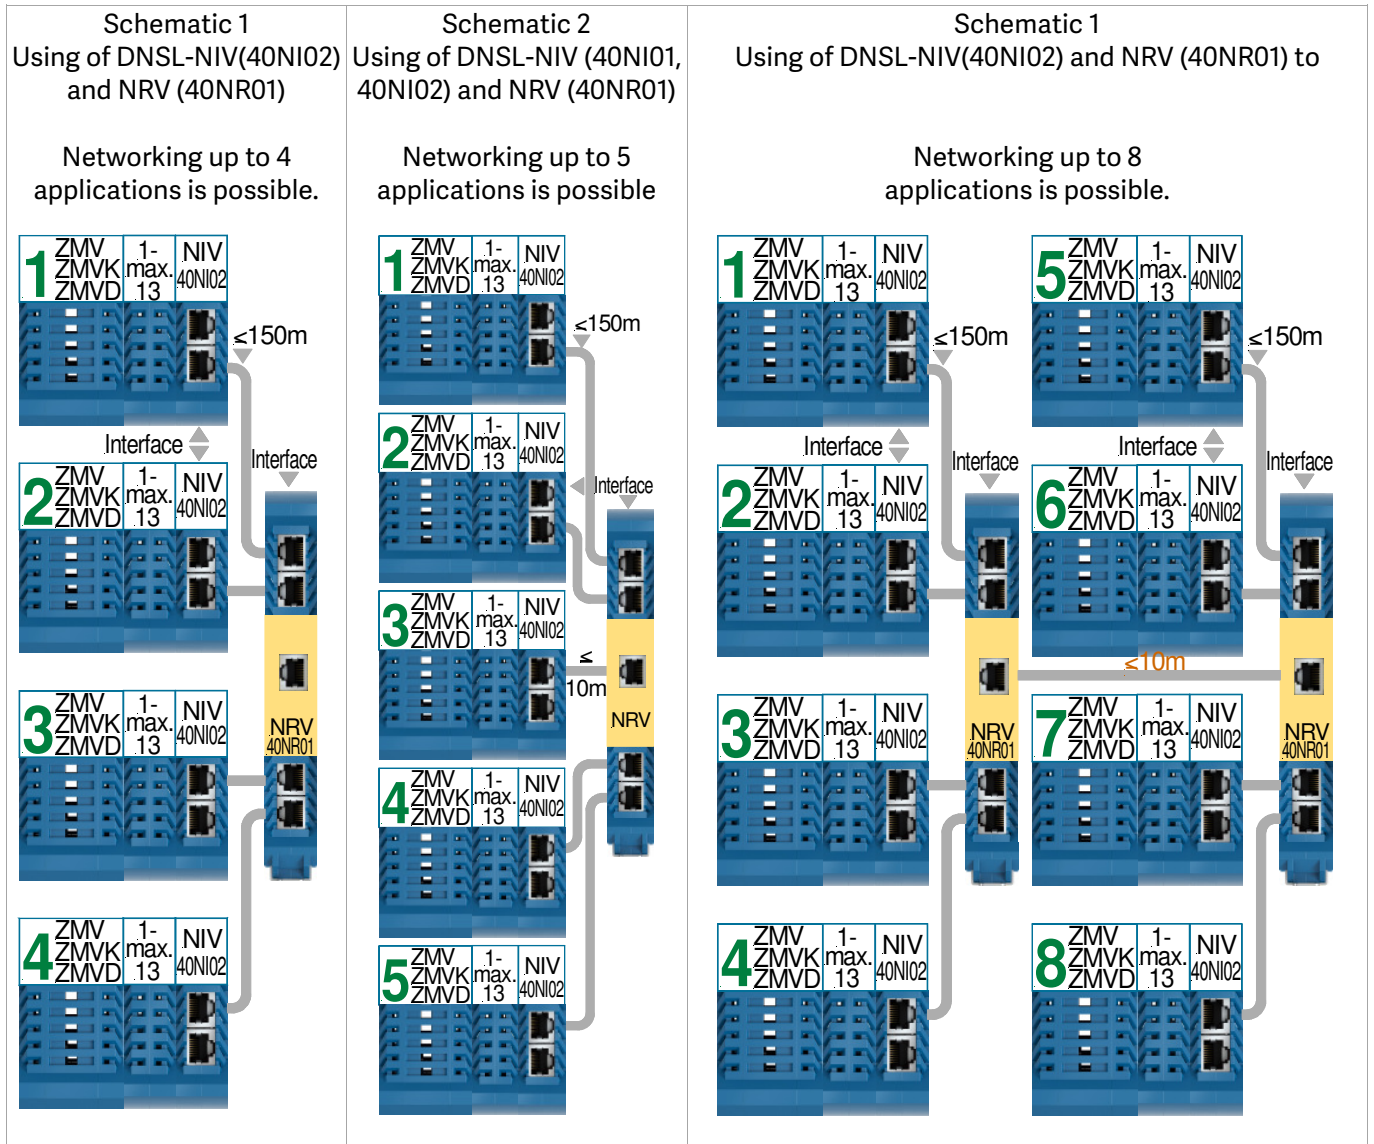 Schematic 1
Using of DNSL-NIV(40NI02)
and NRV (40NR01)
Networking up to 4
applications is possible.
1
ZMV
ZMVK
ZMVD
1-
max.
13
NIV
40NI02
≤150m
Interface
Interface
2
ZMV
ZMVK
ZMVD
1-
max.
13
NIV
40NI02
3
ZMV
ZMVK
ZMVD
1-
max.
13
NIV
40NI02
NRV
40NR01
4
ZMV
ZMVK
ZMVD
1-
max.
13
NIV
40NI02
Schematic 2
Using of DNSL-NIV (40NI01,
40NI02) and NRV (40NR01)
Networking up to 5
applications is possible
1
ZMV
ZMVK
ZMVD
1-
max.
13
NIV
40NI02
≤150m
2
ZMV
ZMVK
ZMVD
1-
max.
13
NIV
40NI02
Interface
3
ZMV
ZMVK
ZMVD
1-
max.
13
NIV
40NI02
≤
10m
NRV
4
ZMV
ZMVK
ZMVD
1-
max.
13
NIV
40NI02
5
ZMV
ZMVK
ZMVD
1-
max.
13
NIV
40NI02
Schematic 1
Using of DNSL-NIV(40NI02) and NRV (40NR01) to
Networking up to 8
applications is possible.
1
ZMV
ZMVK
ZMVD
1-
max.
13
NIV
40NI02
≤150m
Interface
Interface
2
ZMV
ZMVK
ZMVD
1-
max.
13
NIV
40NI02
3
ZMV
ZMVK
ZMVD
1-
max.
13
NIV
40NI02
NRV
40NR01
4
ZMV
ZMVK
ZMVD
1-
max.
13
NIV
40NI02
≤10m
5
ZMV
ZMVK
ZMVD
1-
max.
13
NIV
40NI02
≤150m
Interface
Interface
6
ZMV
ZMVK
ZMVD
1-
max.
13
NIV
40NI02
7
ZMV
ZMVK
ZMVD
1-
max.
13
NIV
40NI02
NRV
40NR01
8
ZMV
ZMVK
ZMVD
1-
max.
13
NIV
40NI02